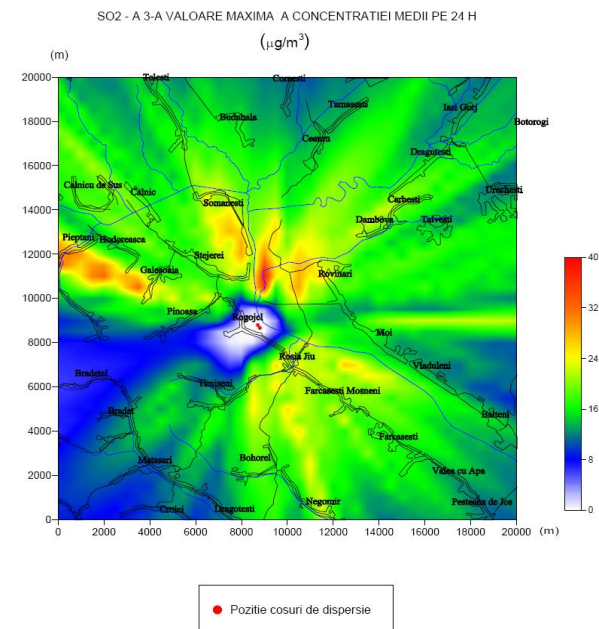 SO2 - A 3-A VALOARE MAXIMA A CONCENTRATIEI MEDII PE 24 H
(μg/m³)
(m)
20000
18000
16000
14000
12000
10000
8000
6000
4000
2000
0
Telesti
Cornesti
Tamasesti
Iasi Gorj
Buduhala
Ceauru
Botorogi
Dragutesti
Calnicu de Sus
Câlnic
Urechesti
Somanesti
Carbesti
Dambova
Talvesti
Pieptani
Hodoreasca
Stejerei
Galesoaia
Rovinari
Pinoasa
Rogojel
Moi
Rosia Jiu
Vladuleni
Bradetel
Timiseni
Farcasesti Mosneni
Bradet
Balteni
Farcasesti
Matasari
Bohorel
Valea cu Apa
Negomir
Pesteana de Jos
Croici
Dragotesti
0 2000 4000 6000 8000 10000 12000 14000 16000 18000 20000 (m)
40
32
24
16
8
0
Pozitie cosuri de dispersie